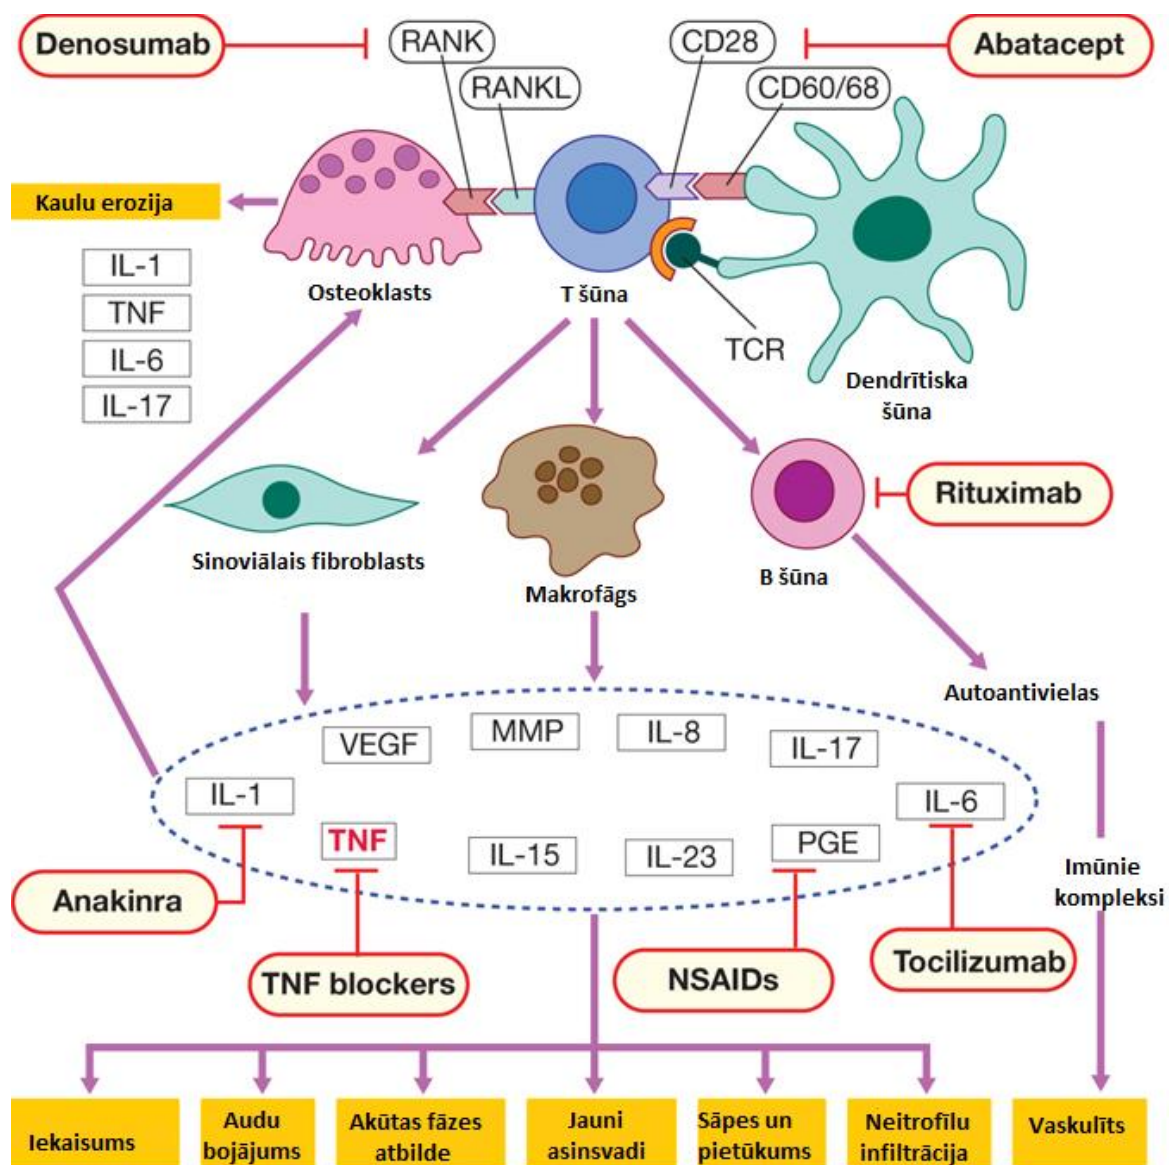 Denosumab
RANK
CD28
Abatacept
RANKL
CD60/68
Kaulu erozija
IL-1
TNF
IL-6
IL-17
Osteoklasts
T šūna
TCR
Dendrītiska
šūna
Rituximab
Sinoviālais fibroblasts
Makrofāgs
B šūna
Autoantivielas
VEGF
MMP
IL-8
IL-17
IL-1
IL-6
TNF
IL-15
IL-23
PGE
Imūnie
kompleksi
Anakinra
TNF blockers
NSAIDs
Tocilizumab
Iekaisums
Audu
bojājums
Akūtas fāzes
atbilde
Jauni
asinsvadi
Sāpes un
pietūkums
Neitrofīlu
infiltrācija
Vaskulīts